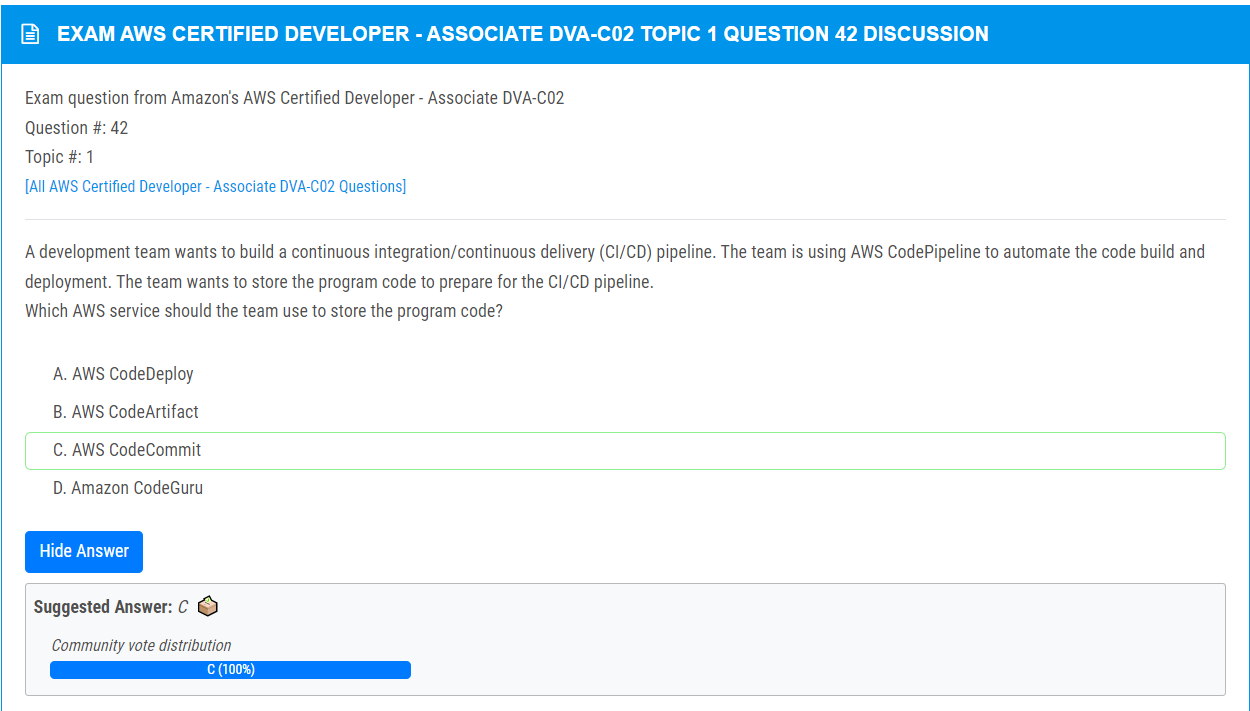 EXAM AWS CERTIFIED DEVELOPER - ASSOCIATE DVA-C02 TOPIC 1 QUESTION 42 DISCUSSION
Exam question from Amazon's AWS Certified Developer - Associate DVA-C02
Question #: 42
Topic #: 1
[All AWS Certified Developer - Associate DVA-C02 Questions]
A development team wants to build a continuous integration/continuous delivery (CI/CD) pipeline. The team is using AWS CodePipeline to automate the code build and
deployment. The team wants to store the program code to prepare for the CI/CD pipeline.
Which AWS service should the team use to store the program code?
A. AWS CodeDeploy
B. AWS CodeArtifact
C. AWS CodeCommit
D. Amazon CodeGuru
Hide Answer
Suggested Answer: C
Community vote distribution
C (100%)